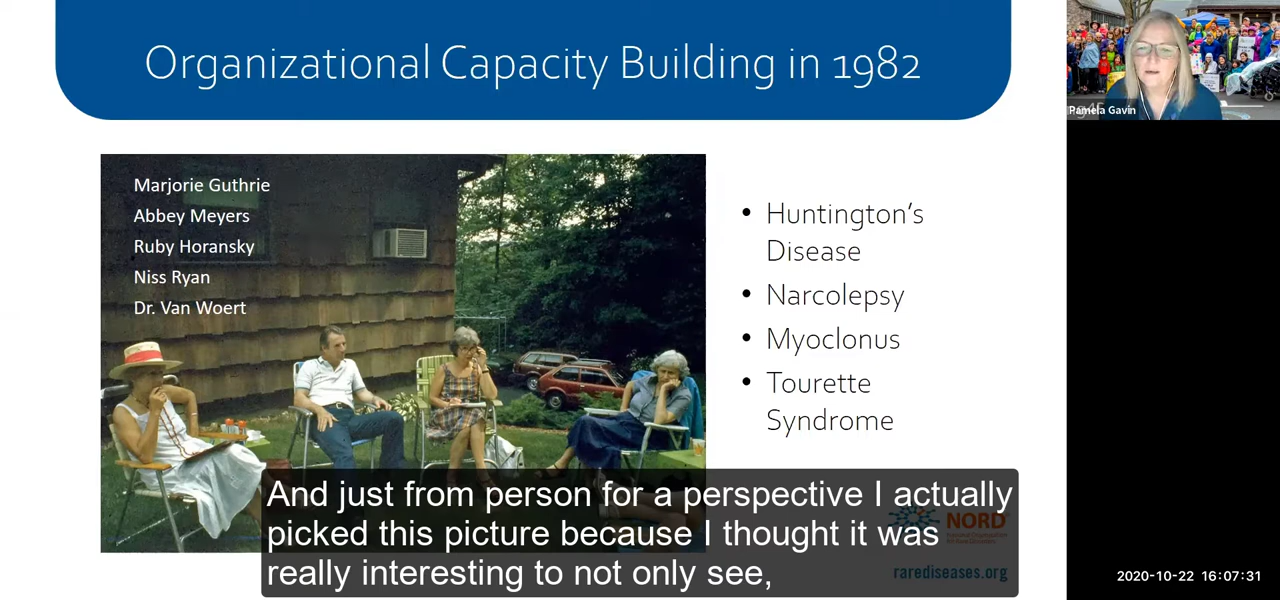 Organizational Capacity Building in 1982
Pamela Gavin
Marjorie Guthrie
Abbey Meyers
Ruby Horansky
Niss Ryan
Dr. Van Woert
• Huntington’s
Disease
• Narcolepsy
• Myoclonus
• Tourette
Syndrome
And just from person for a perspective I actually
picked this picture because I thought it was
really interesting to not only see,
NORD
rarediseases.org
2020-10-22 16:07:31